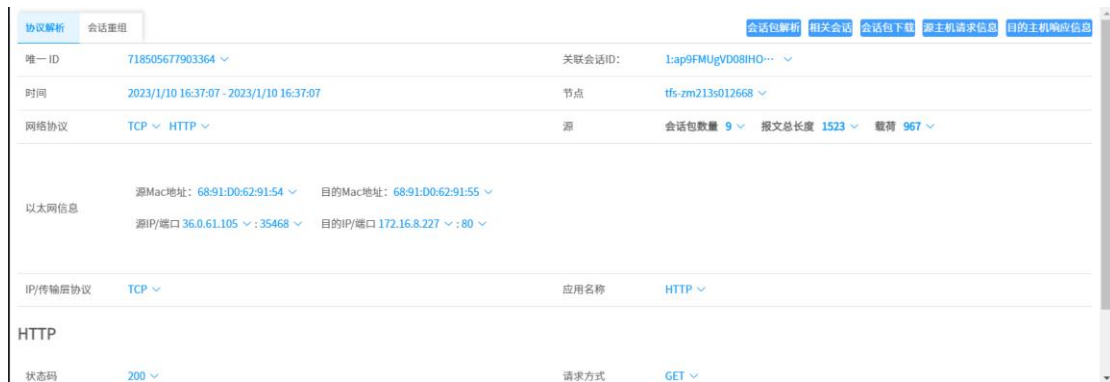 协议解析 会话重组 会话包解析 相关会话 会话包下载 源主机请求信息 目的主机响应信息
唯一 ID 718505677903364 关联会话ID： 1:ap9FMUgVD08IHO···
时间 2023/1/10 16:37:07 - 2023/1/10 16:37:07 节点 tfs-zm213s012668
网络协议 TCP HTTP 源 会话包数量 9 报文总长度 1523 载荷 967
源Mac地址： 68:91:D0:62:91:54 目的Mac地址： 68:91:D0:62:91:55
以太网信息
源IP/端口 36.0.61.105 : 35468 目的IP/端口 172.16.8.227 : 80
IP/传输层协议 TCP 应用名称 HTTP
HTTP
状态码 200 请求方式 GET